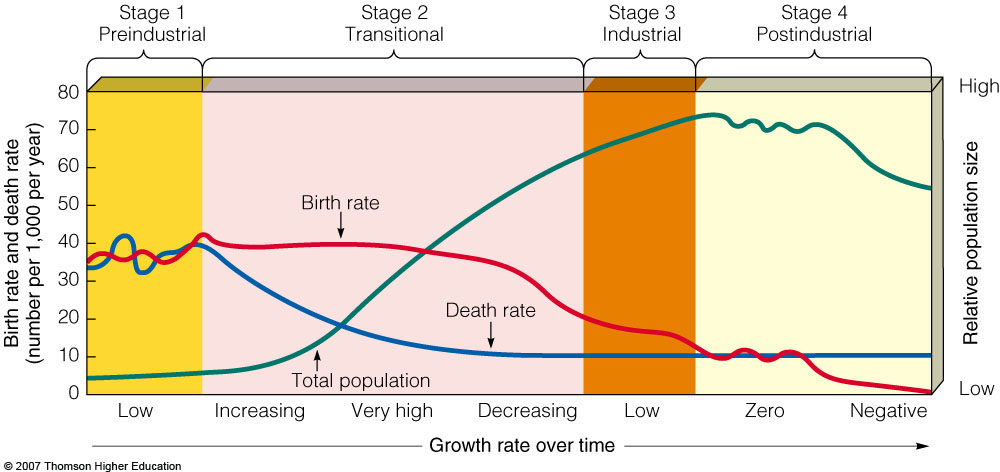 Stage 1
Preindustrial
Stage 2
Transitional
Stage 3
Industrial
Stage 4
Postindustrial
Birth rate and death rate
(number per 1,000 per year)
80
70
60
50
40
30
20
10
0
High
Relative population size
Low
Birth rate
Death rate
Total population
Low
Increasing
Very high
Decreasing
Low
Zero
Negative
Growth rate over time
© 2007 Thomson Higher Education